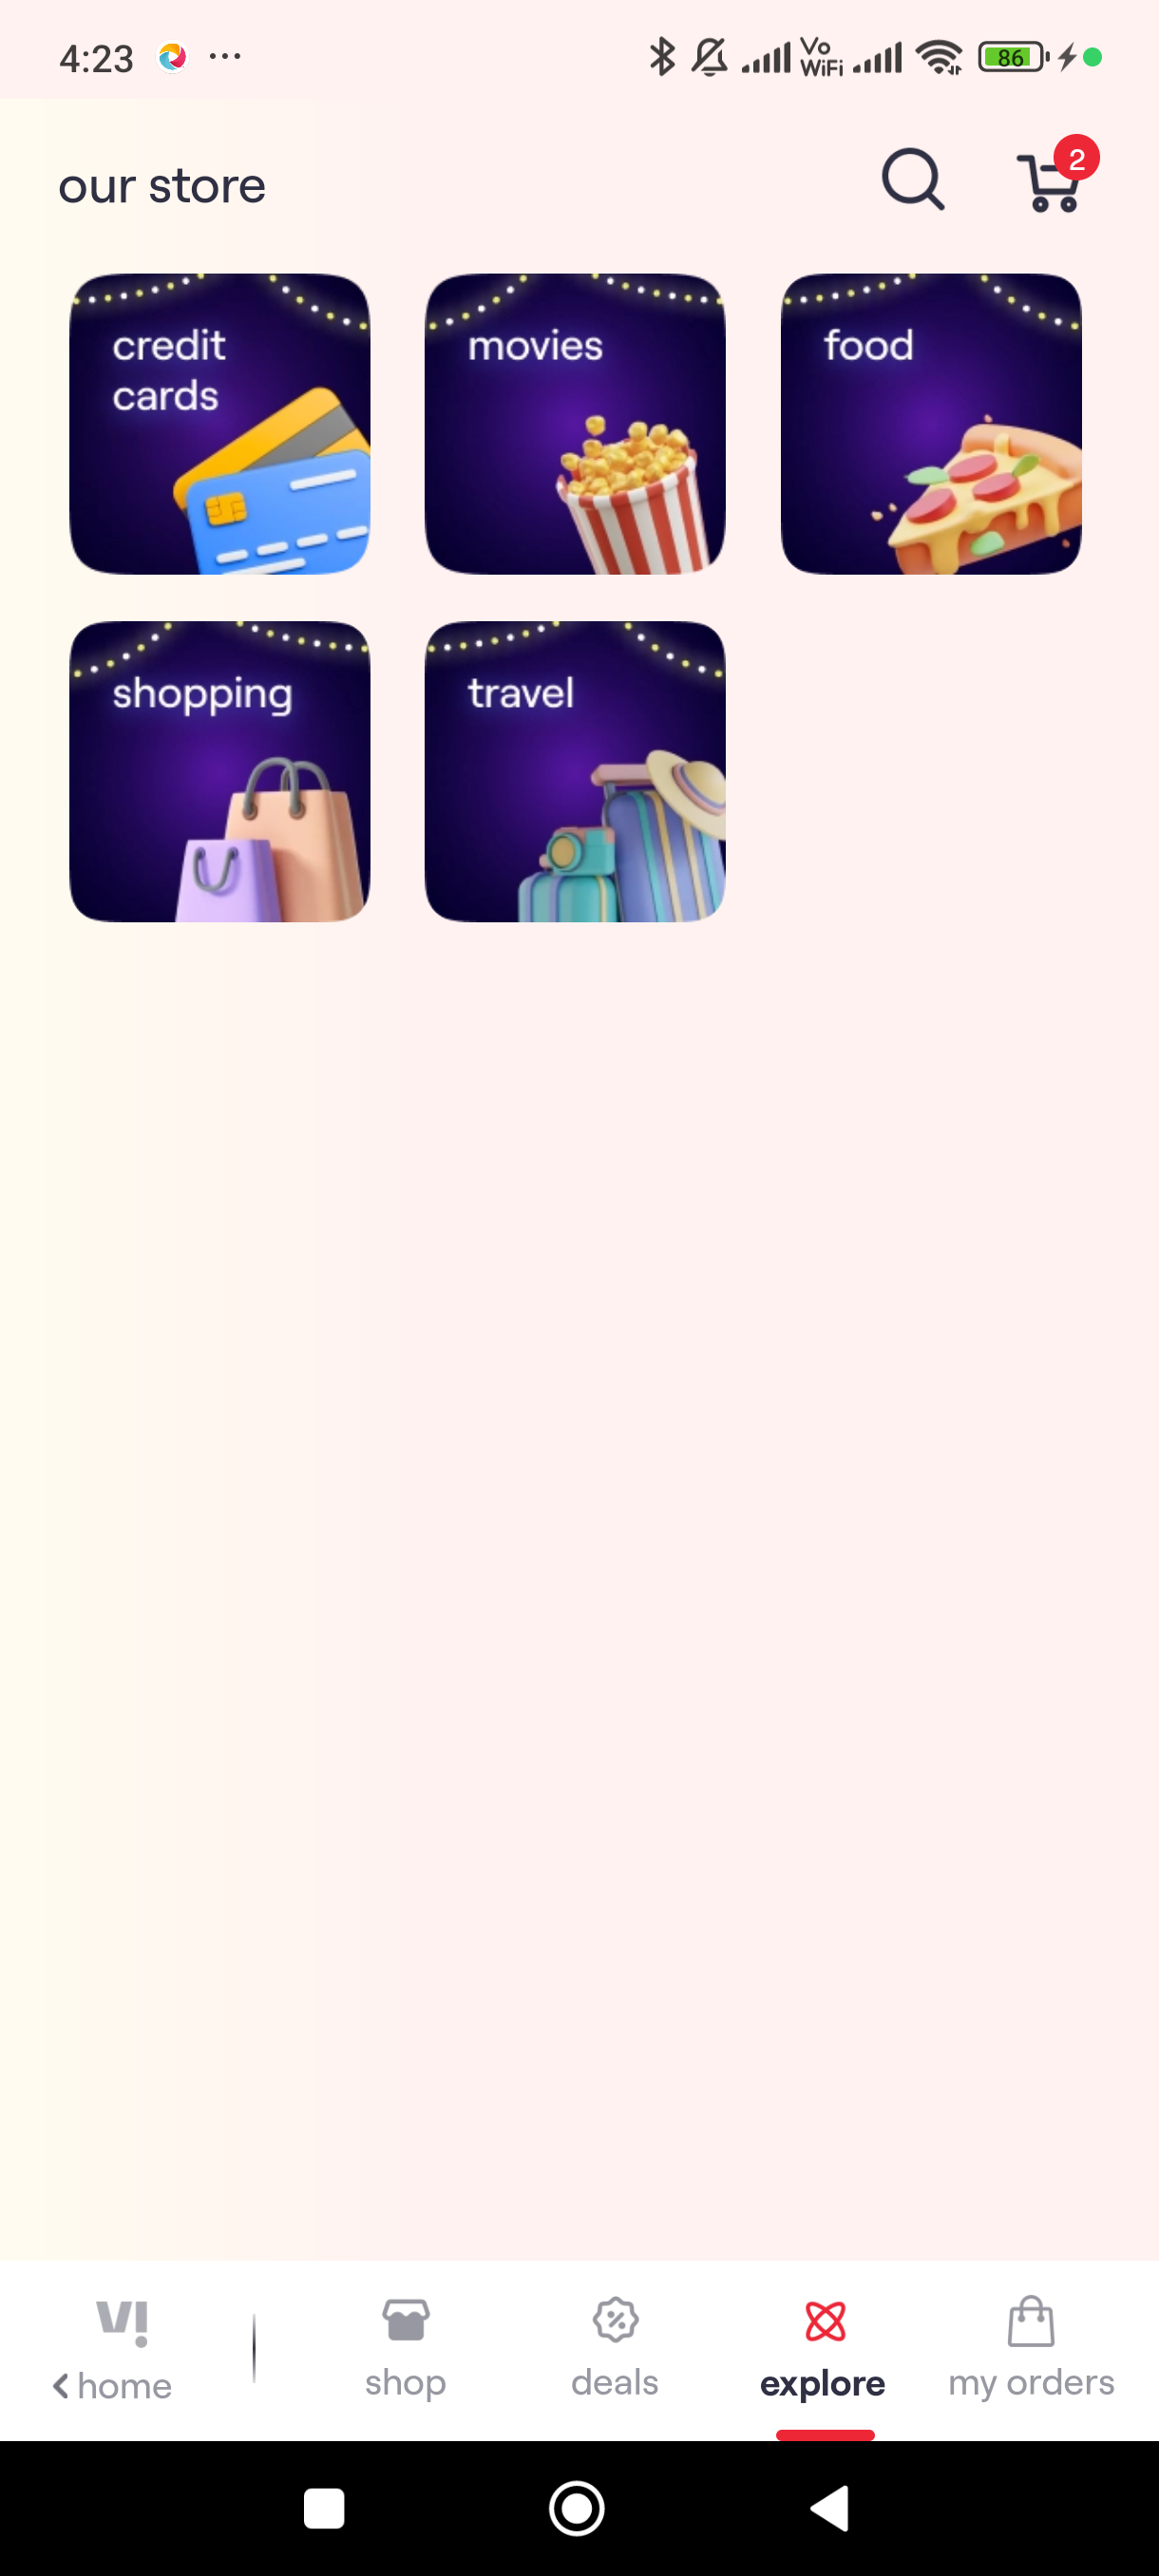 4:23 ... Vo WiFi 86
our store 2
credit cards
movies
food
shopping
travel
VI
home
shop
deals
explore
my orders